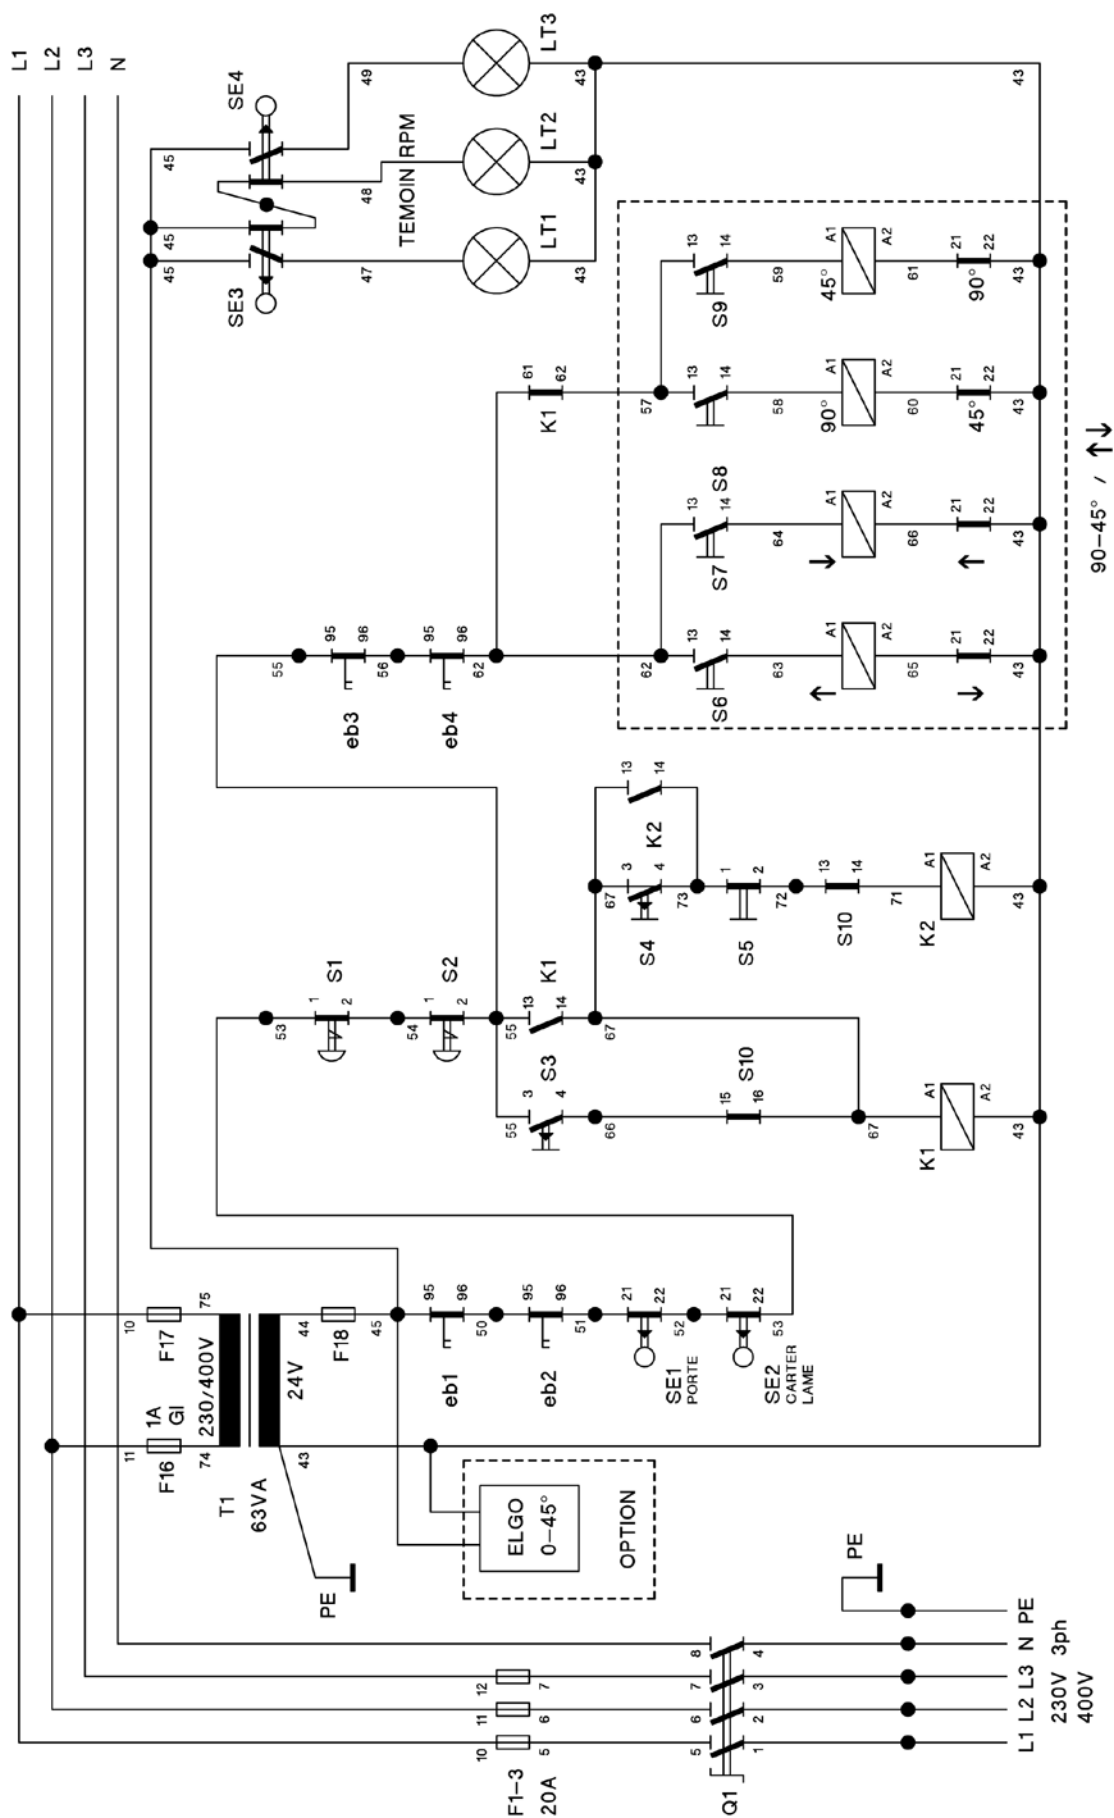 L1
L2
L3
N
10
F17
75
11
F16
1A
GI
74
230/400V
T1
63VA
24V
44
F18
45
43
PE
ELGO
0–45°
OPTION
95
96
eb1
50
95
96
eb2
51
21
22
SE1
PORTE
52
21
22
SE2
CARTER
LAME
53
53
1
2
S1
54
1
2
S2
55
13
14
K1
55
3
4
S3
66
67
15
16
S10
67
A1
A2
K1
43
67
3
4
S4
13
14
K2
73
1
2
S5
72
13
14
S10
71
A1
A2
K2
43
55
95
96
eb3
56
95
96
eb4
62
61
62
K1
57
62
13
14
S6
63
A1
A2
↑
65
21
22
↓
43
13
14
S7
64
A1
A2
↓
66
21
22
↑
43
13
14
S8
58
90°
A1
A2
60
45°
21
22
43
13
14
S9
59
45°
A1
A2
61
90°
21
22
43
90–45° / ↑↓
45
45
45
SE3
SE4
47
48
49
TEMOIN RPM
LT1
LT2
LT3
43
43
43
43
10
11
12
F1–3
20A
5
6
7
5
6
7
8
Q1
1
2
3
4
PE
L1 L2 L3 N PE
230V 3ph
400V